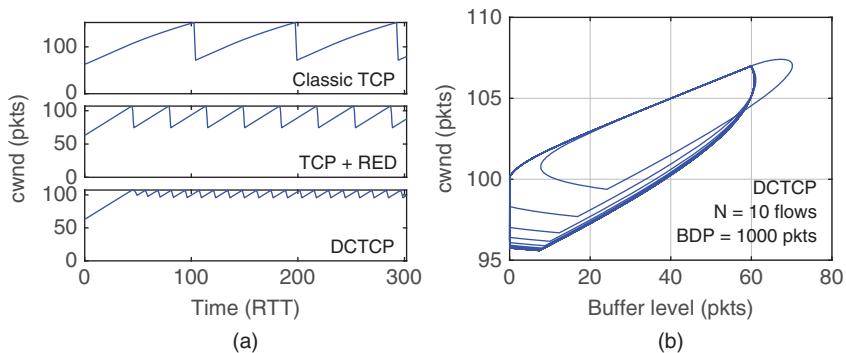 cwnd (pkts)
100
0
Classic TCP
100
50
0
TCP + RED
100
50
0
DCTCP
0
100
200
300
Time (RTT)
(a)
cwnd (pkts)
110
105
100
95
DCTCP
N = 10 flows
BDP = 1000 pkts
0
20
40
60
80
Buffer level (pkts)
(b)